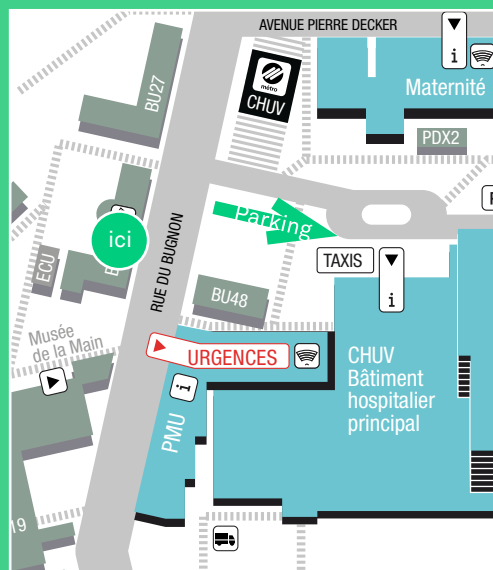 AVENUE PIERRE DECKER
i
Maternité
BU27
métro
CHUV
PDX2
ici
Parking
RUE DU BUGNON
ECU
TAXIS
i
BU48
Musée
de la Main
URGENCES
i
PMU
CHUV
Bâtiment
hospitalier
principal
19